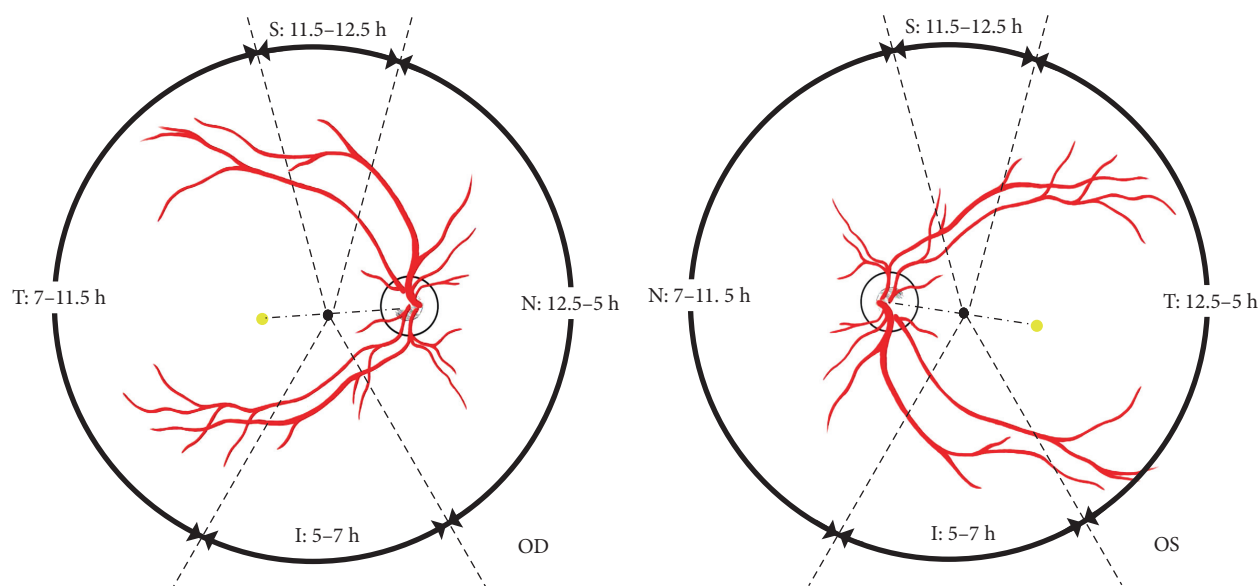 S: 11.5–12.5 h
T: 7–11.5 h
N: 12.5–5 h
I: 5–7 h
OD
S: 11.5–12.5 h
N: 7–11. 5 h
T: 12.5–5 h
I: 5–7 h
OS